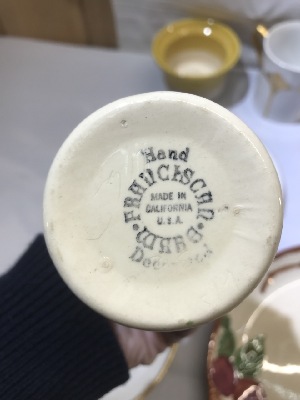 Hand
FRANCISCAN
MADE IN
CALIFORNIA
U.S.A.
WARE
Decorated